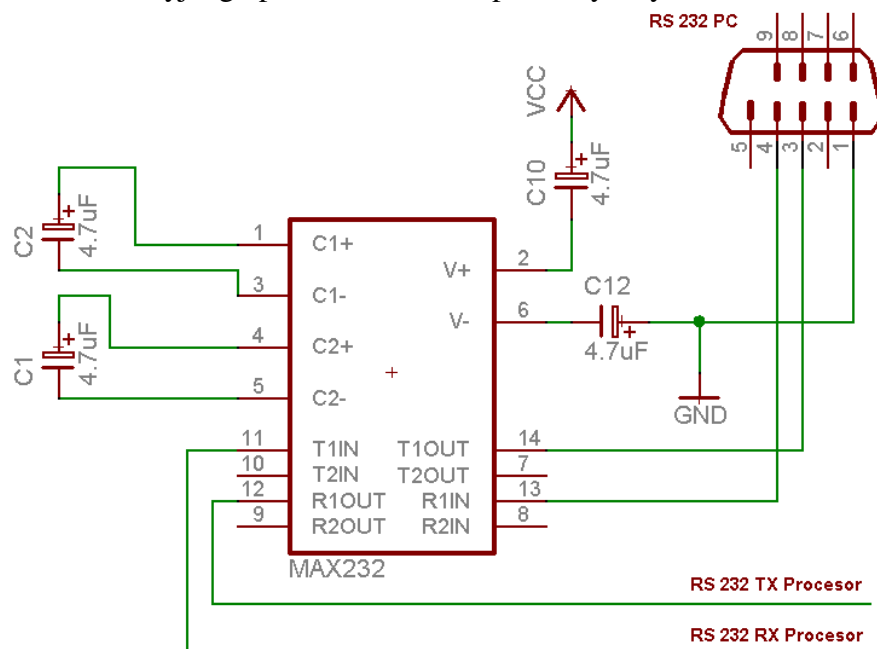 RS 232 PC
9 8 7 6
5 4 3 2 1
VCC
C10
+
4.7uF
C2
+
4.7uF
C1
+
4.7uF
1 C1+
3 C1-
4 C2+
5 C2-
11 T1IN
10 T2IN
12 R1OUT
9 R2OUT
V+ 2
V- 6
T1OUT 14
T2OUT 7
R1IN 13
R2IN 8
C12
+
4.7uF
GND
MAX232
RS 232 TX Procesor
RS 232 RX Procesor